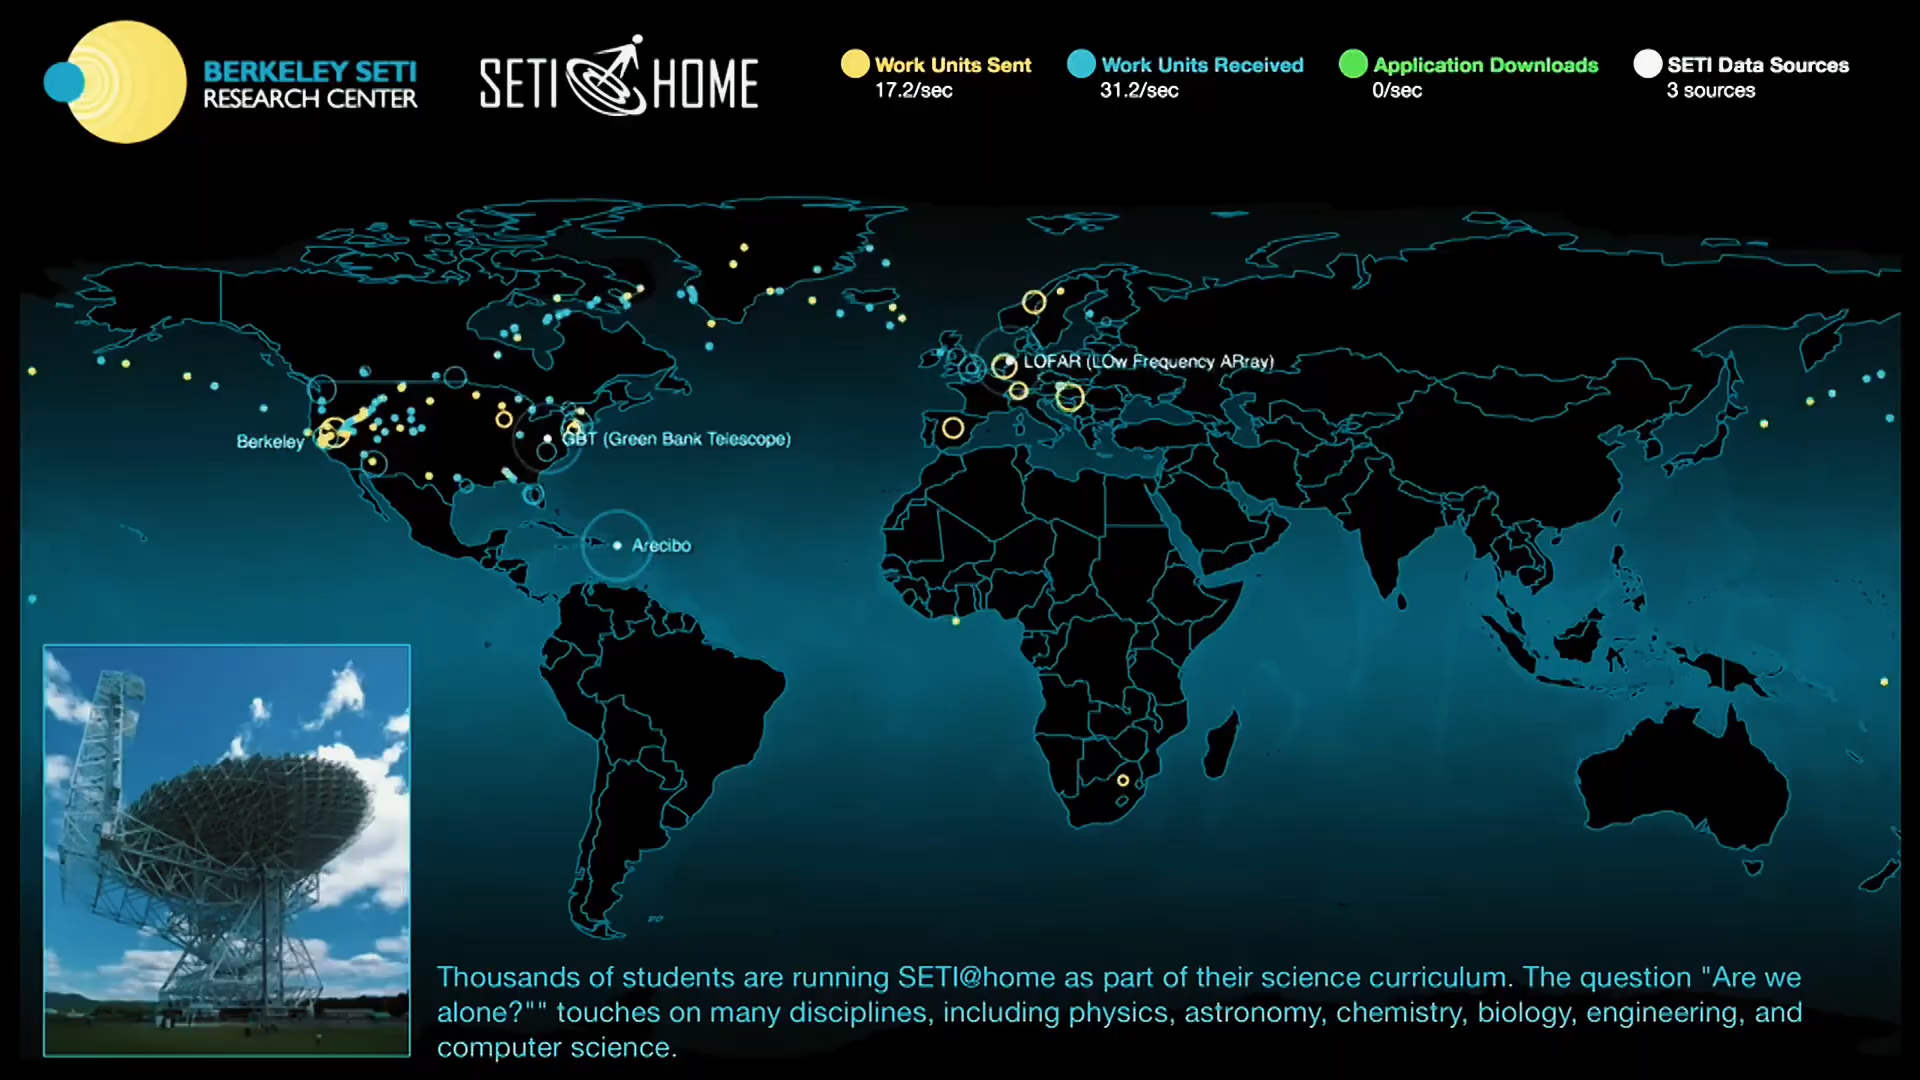 BERKELEY SETI
RESEARCH CENTER
SETI HOME
Work Units Sent
17.2/sec
Work Units Received
31.2/sec
Application Downloads
0/sec
SETI Data Sources
3 sources
LOFAR (LOw Frequency ARray)
Berkeley
GBT (Green Bank Telescope)
Arecibo
Thousands of students are running SETI@home as part of their science curriculum. The question "Are we
alone?"" touches on many disciplines, including physics, astronomy, chemistry, biology, engineering, and
computer science.